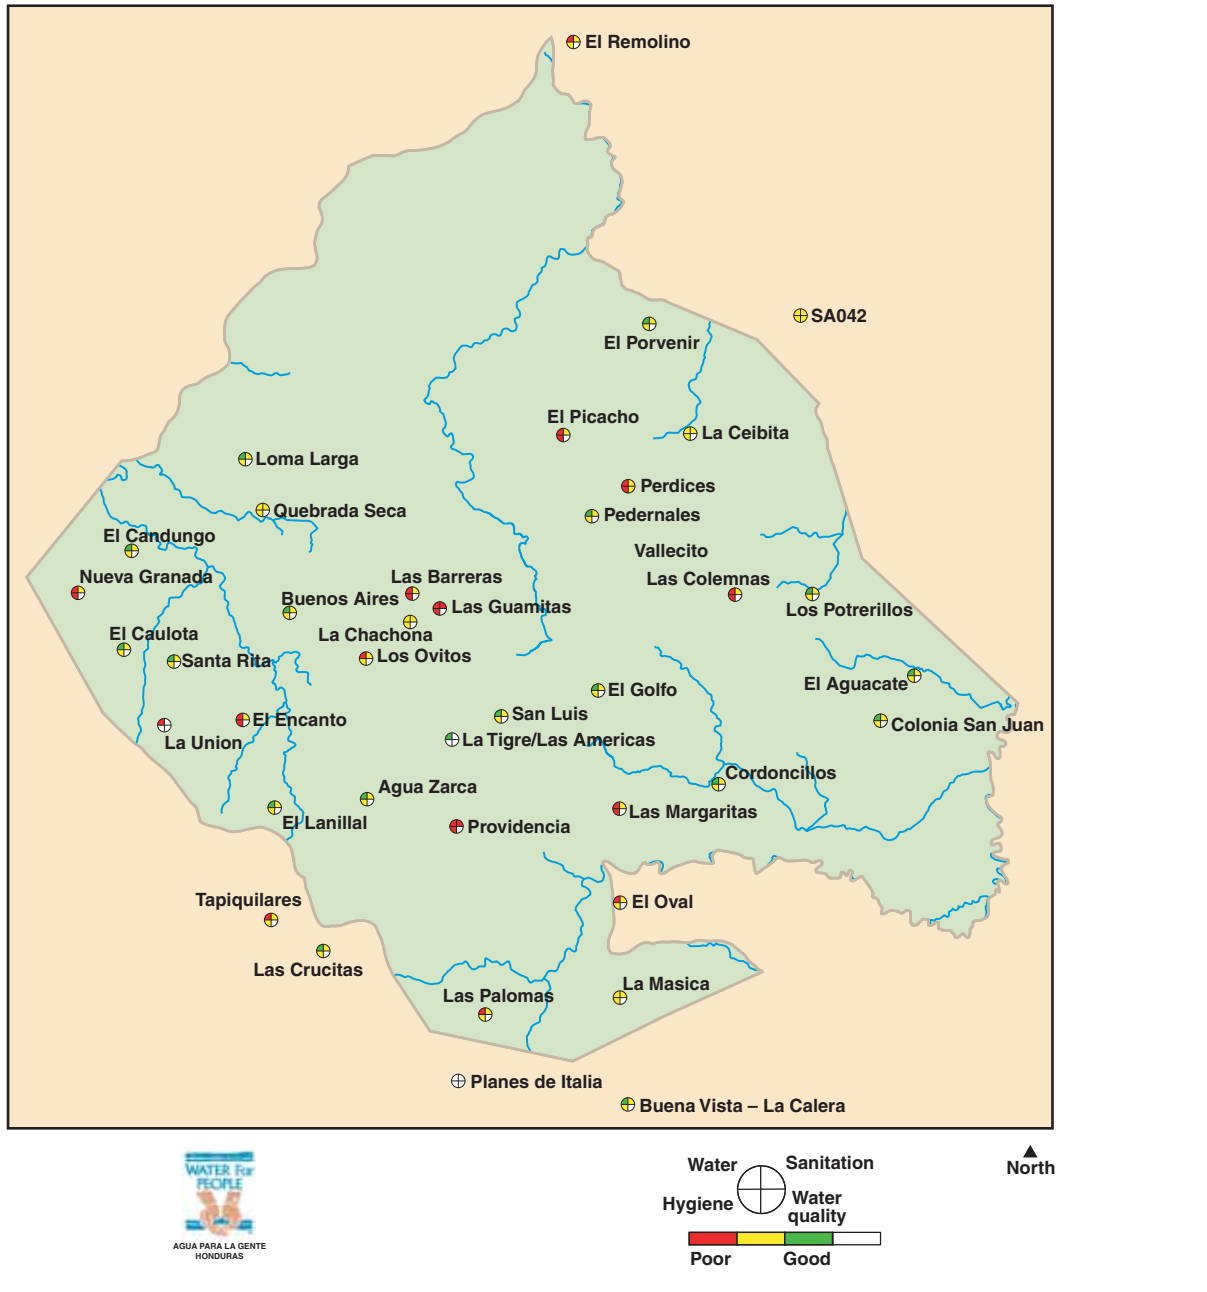 El Remolino
SA042
El Porvenir
El Picacho
La Ceibita
Loma Larga
Perdices
Quebrada Seca
Pedernales
El Candungo
Vallecito
Nueva Granada
Las Barreras
Las Colemnas
Buenos Aires
Las Guamitas
Los Potrerillos
El Caulota
La Chachona
Santa Rita
Los Ovitos
El Aguacate
El Golfo
San Luis
El Encanto
Colonia San Juan
La Union
La Tigre/Las Americas
Cordoncillos
Agua Zarca
Las Margaritas
El Lanillal
Providencia
Tapiquilares
El Oval
Las Crucitas
La Masica
Las Palomas
Planes de Italia
Buena Vista – La Calera
WATER For
PEOPLE
AGUA PARA LA GENTE
HONDURAS
Water
Sanitation
Hygiene
Water
quality
Poor
Good
North